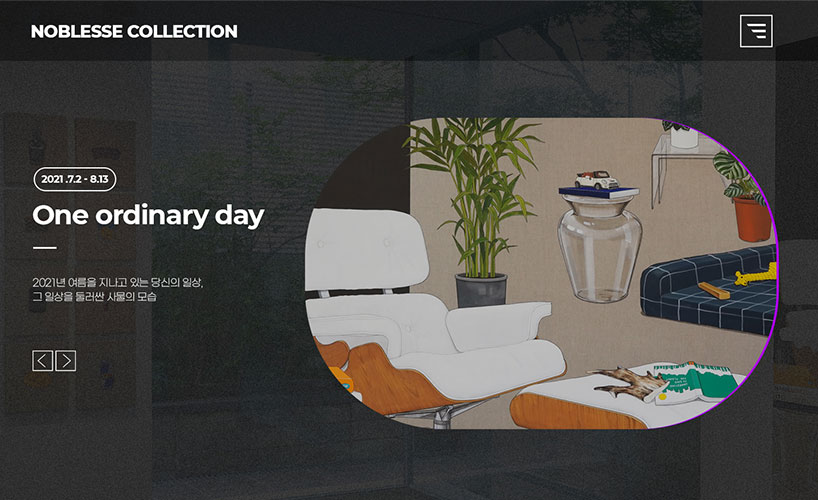 NOBLESSE COLLECTION
2021 .7.2 - 8.13
One ordinary day
2021년 여름을 지나고 있는 당신의 일상,
그 일상을 둘러싼 사물의 모습